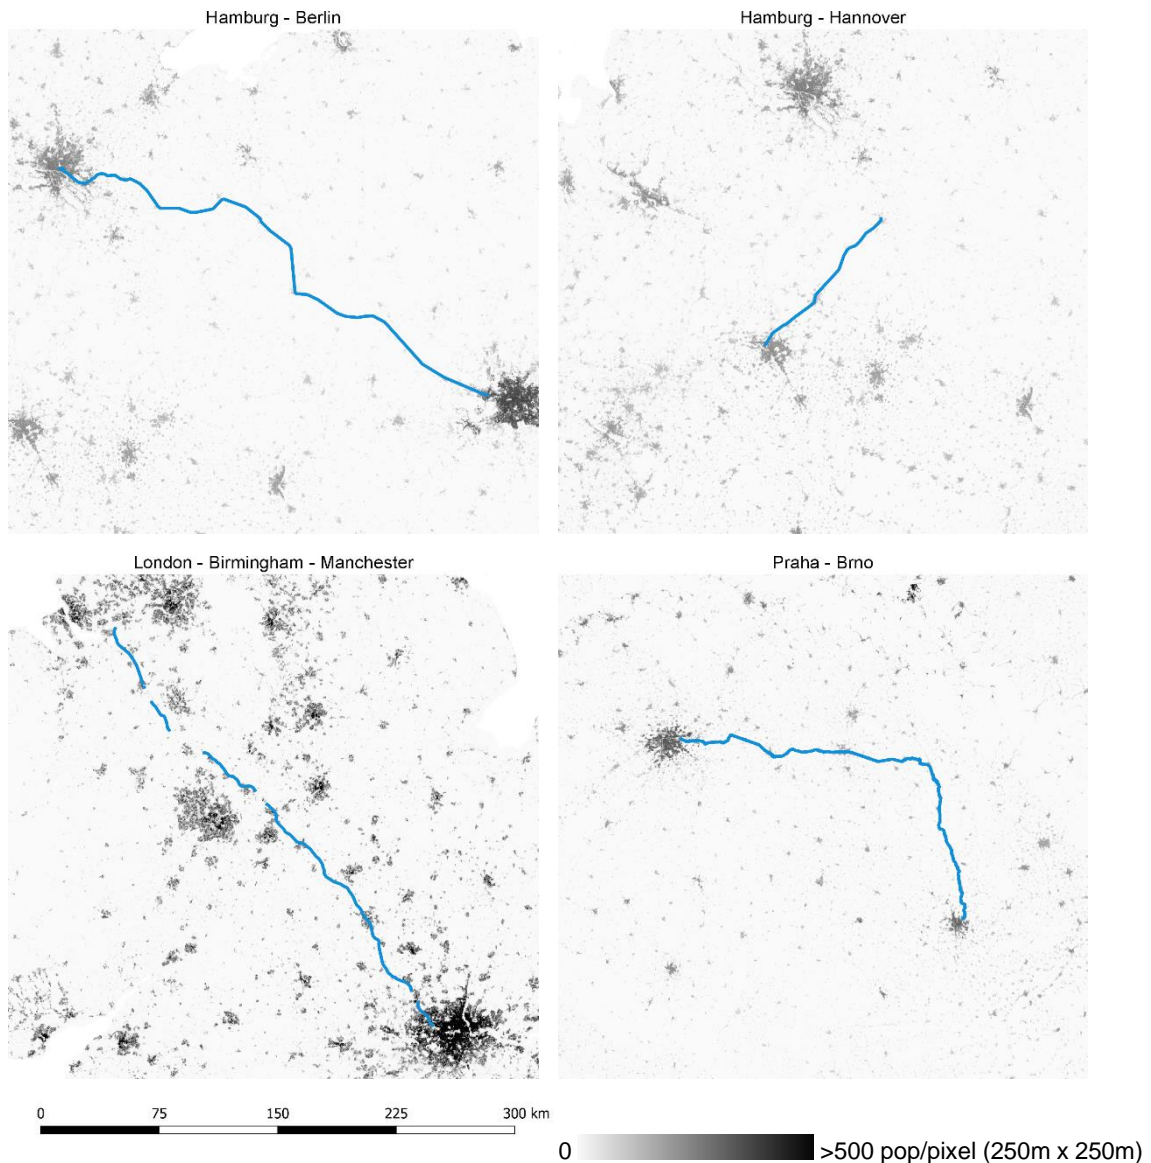 Hamburg - Berlin
Hamburg - Hannover
London - Birmingham - Manchester
Praha - Brno
0 75 150 225 300 km
0 >500 pop/pixel (250m x 250m)